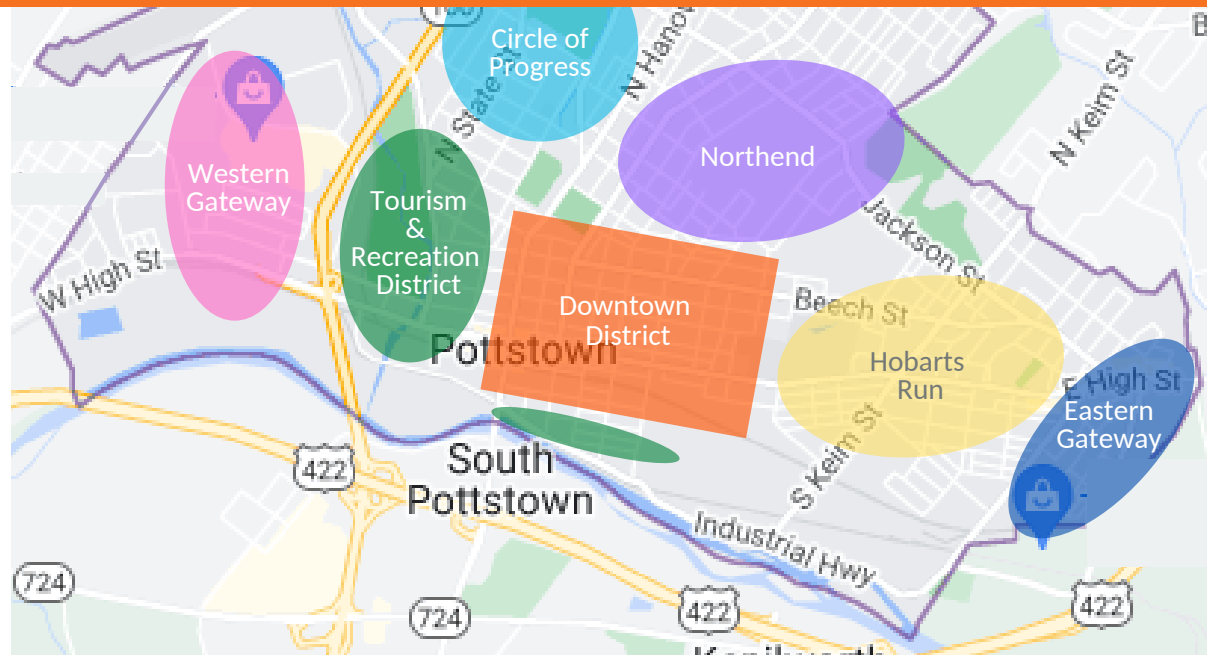 Circle of
Progress
N Keim St
N State St
Northend
Western
Gateway
Tourism
&
Recreation
District
Jackson St
W High St
Beech St
Downtown
District
Pottstown
Hobarts
Run
E High St
Eastern
Gateway
S Keim St
422
South
Pottstown
Industrial Hwy
724
724
422
422